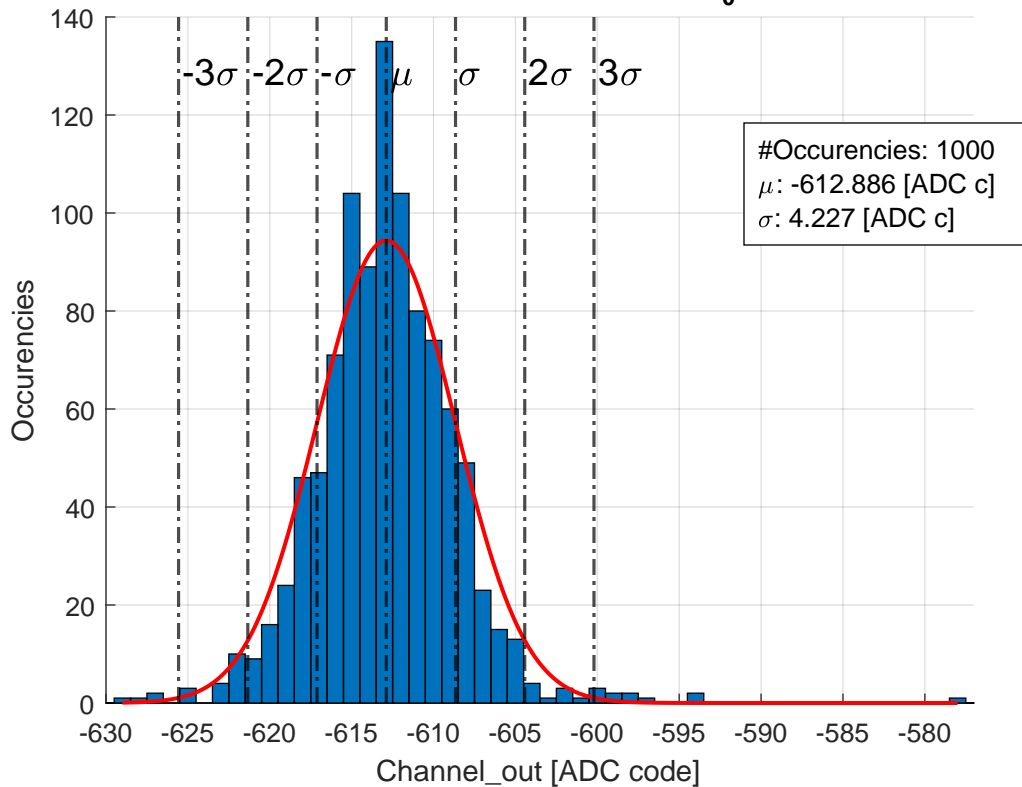 140
120
100
80
60
40
20
0
Occurencies
-3σ -2σ -σ μ σ 2σ 3σ
#Occurencies: 1000
μ: -612.886 [ADC c]
σ: 4.227 [ADC c]
-630 -625 -620 -615 -610 -605 -600 -595 -590 -585 -580
Channel_out [ADC code]